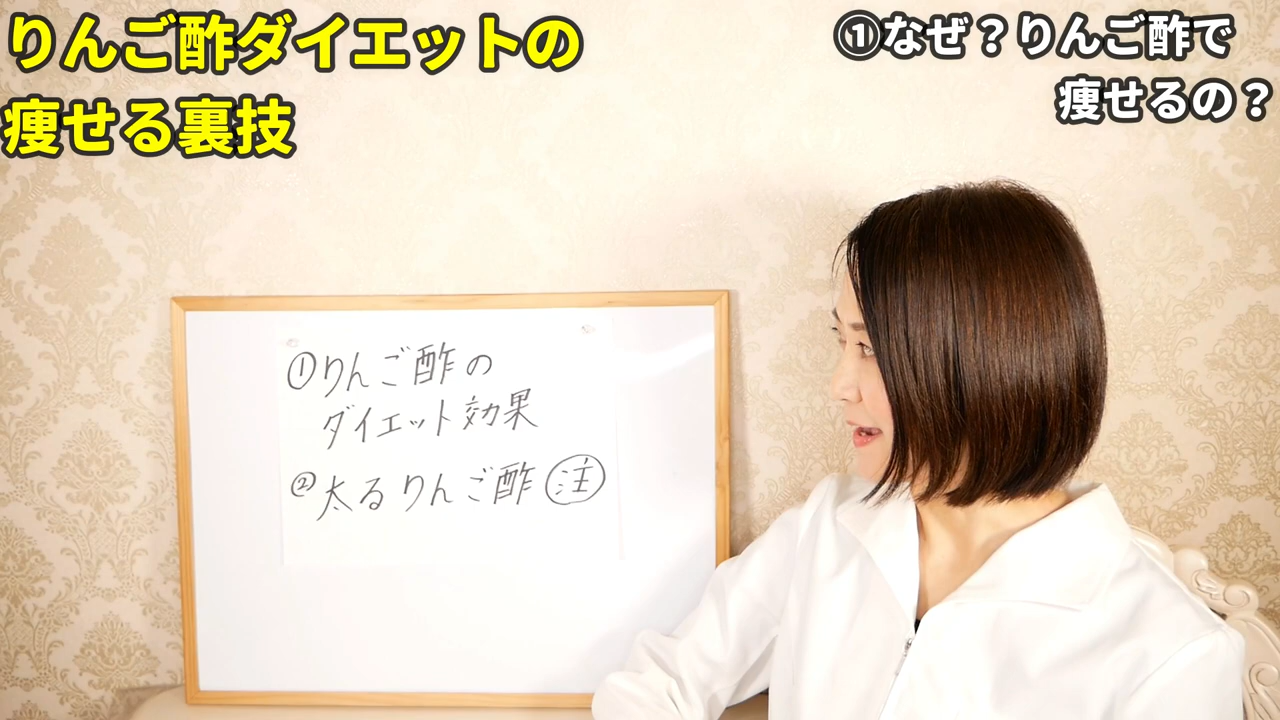 りんご酢ダイエットの
痩せる裏技
①なぜ？りんご酢で
痩せるの？
①りんご酢の
ダイエット効果
②太るりんご酢 注